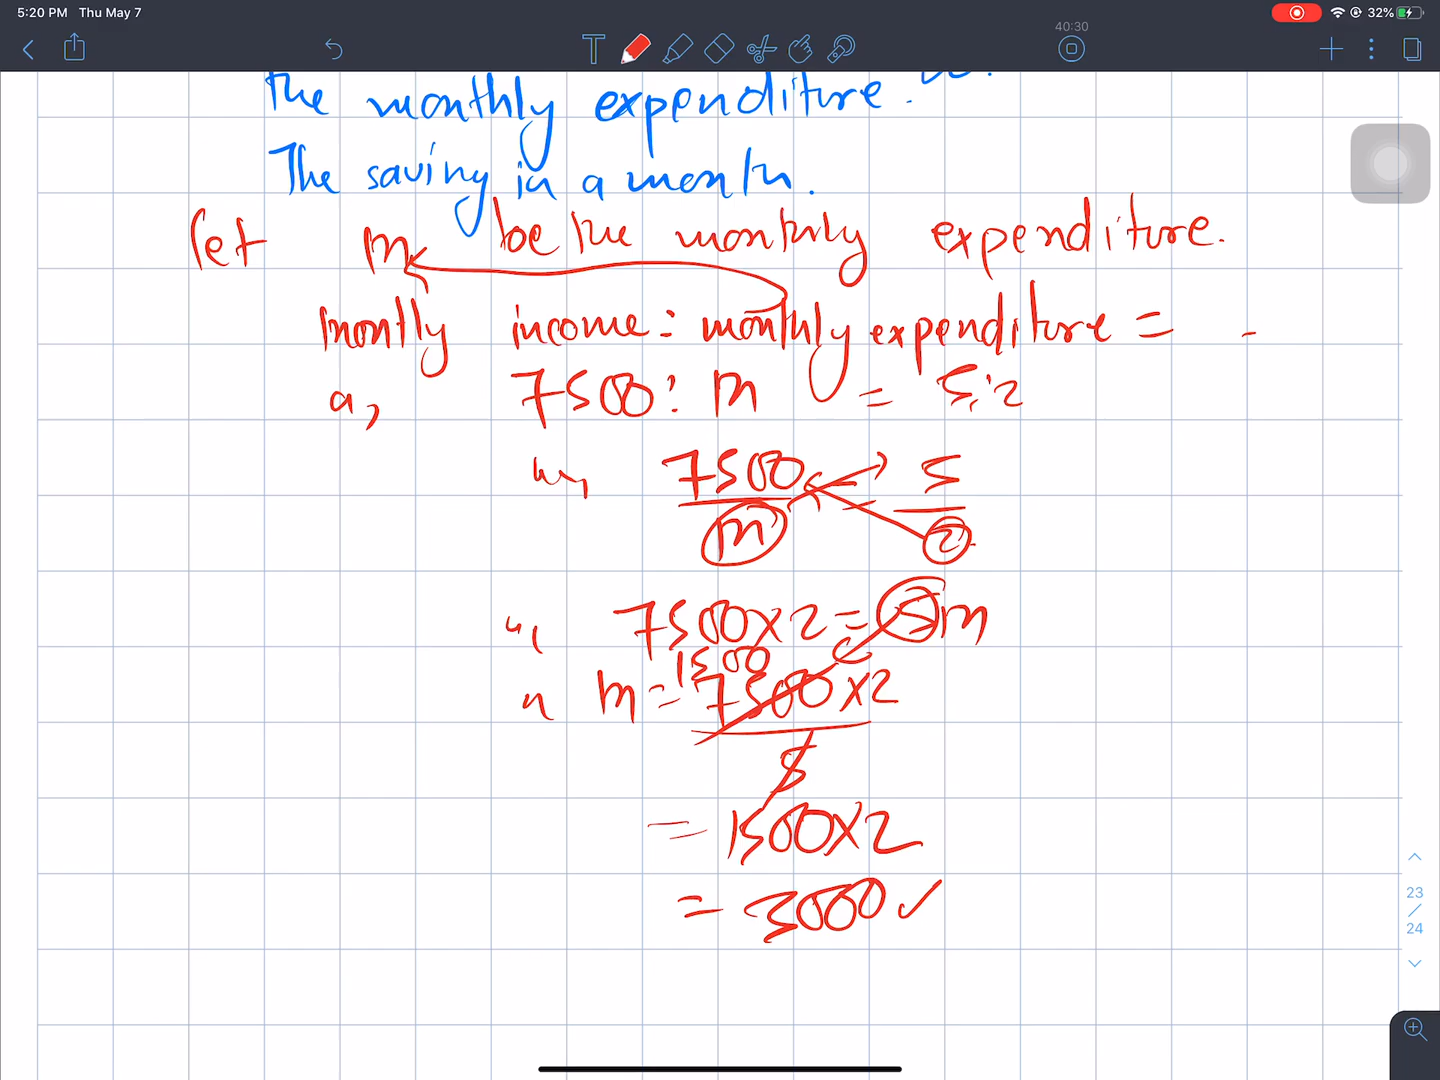 5:20 PM Thu May 7
32%
40:30
the monthly expenditure.
The saving in a month.
let m be the monthly expenditure.
montly income : monthly expenditure =
a, 7500 : m = 5:2
7500 = 5
m 2
7500 x 2 = 5m
1500
m = 7500 x 2
5
= 1500 x 2
= 3000 ✓
23
/
24